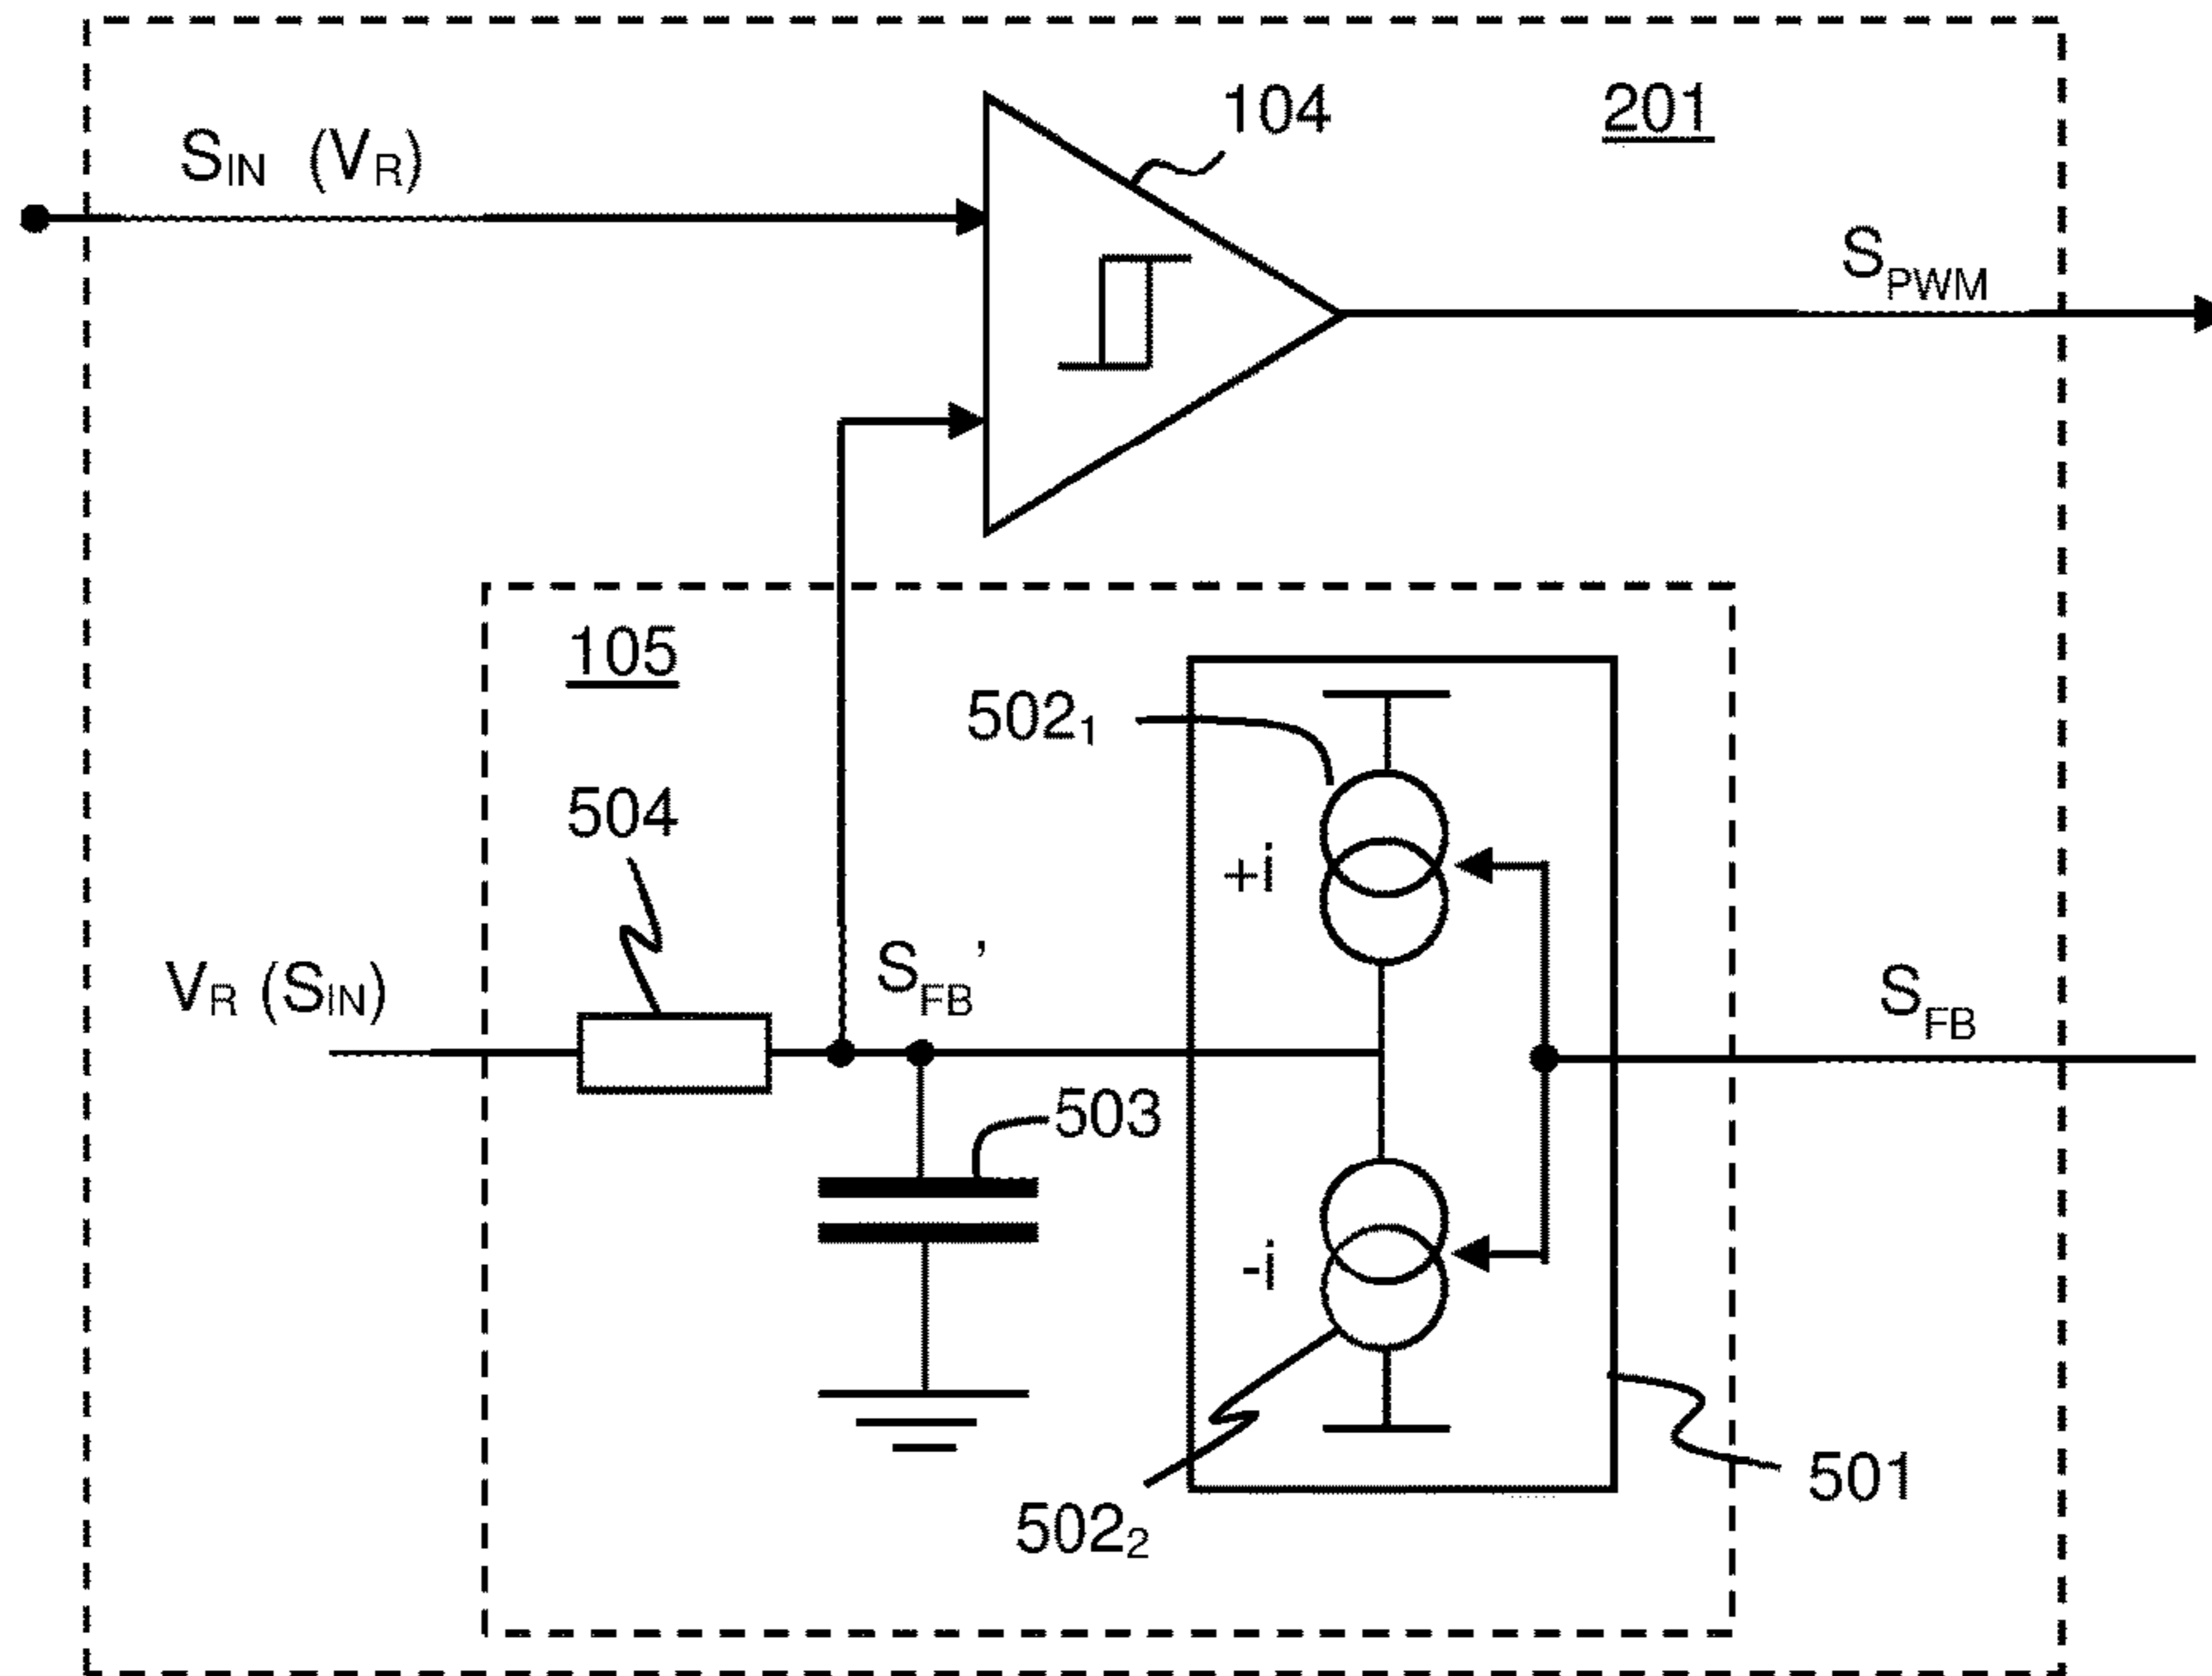 104
201
S_IN (V_R)
S_PWM
105
502₁
504
+i
S_FB'
V_R (S_IN)
S_FB
503
-i
501
502₂